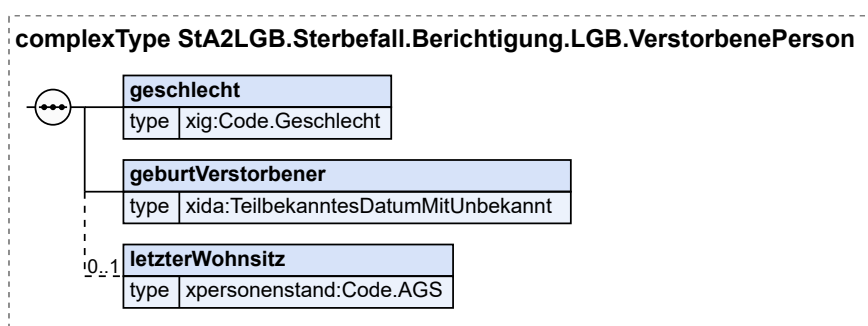 complexType StA2LGB.Sterbefall.Berichtigung.LGB.VerstorbenePerson
geschlecht
type xig:Code.Geschlecht
geburtVerstorbener
type xida:TeilbekanntesDatumMitUnbekannt
0..1
letzterWohnsitz
type xpersonenstand:Code.AGS